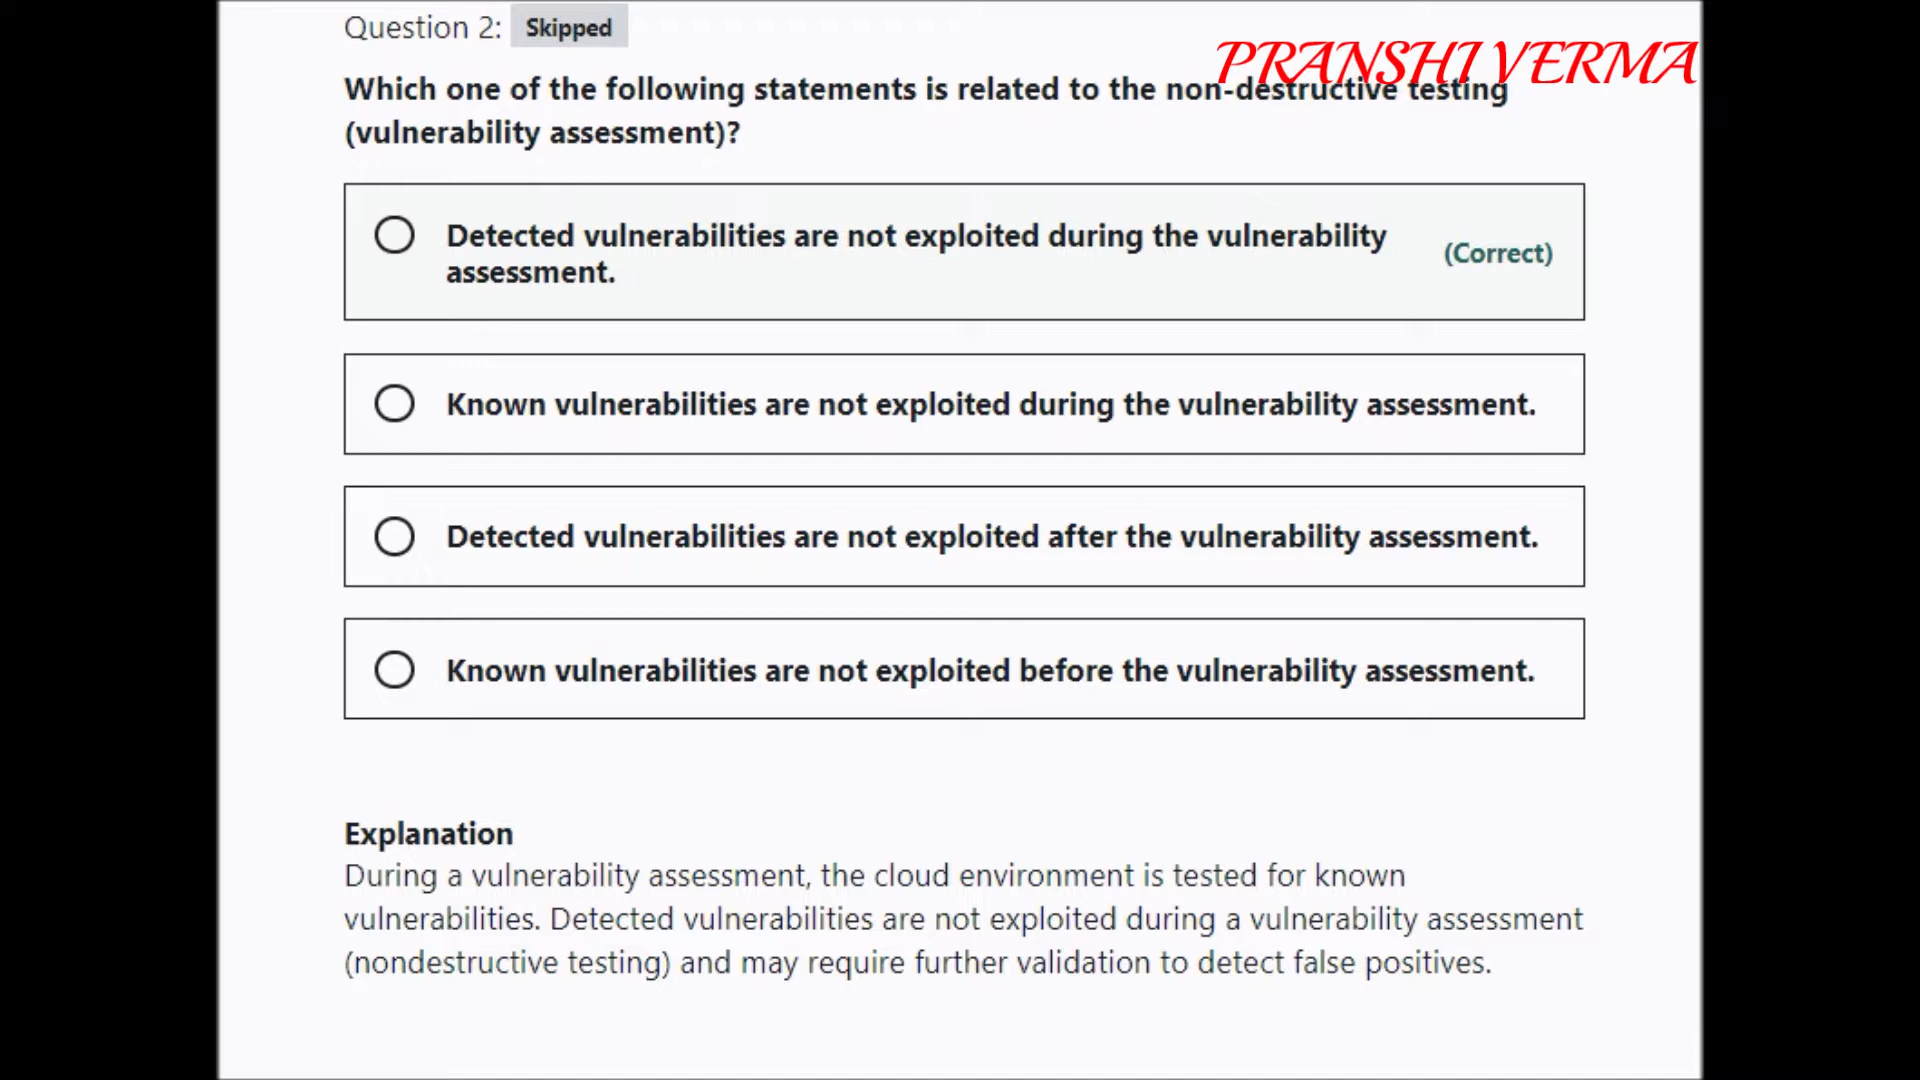 Question 2: Skipped
PRANSHI VERMA
Which one of the following statements is related to the non-destructive testing
(vulnerability assessment)?
Detected vulnerabilities are not exploited during the vulnerability
assessment.
(Correct)
Known vulnerabilities are not exploited during the vulnerability assessment.
Detected vulnerabilities are not exploited after the vulnerability assessment.
Known vulnerabilities are not exploited before the vulnerability assessment.
Explanation
During a vulnerability assessment, the cloud environment is tested for known
vulnerabilities. Detected vulnerabilities are not exploited during a vulnerability assessment
(nondestructive testing) and may require further validation to detect false positives.